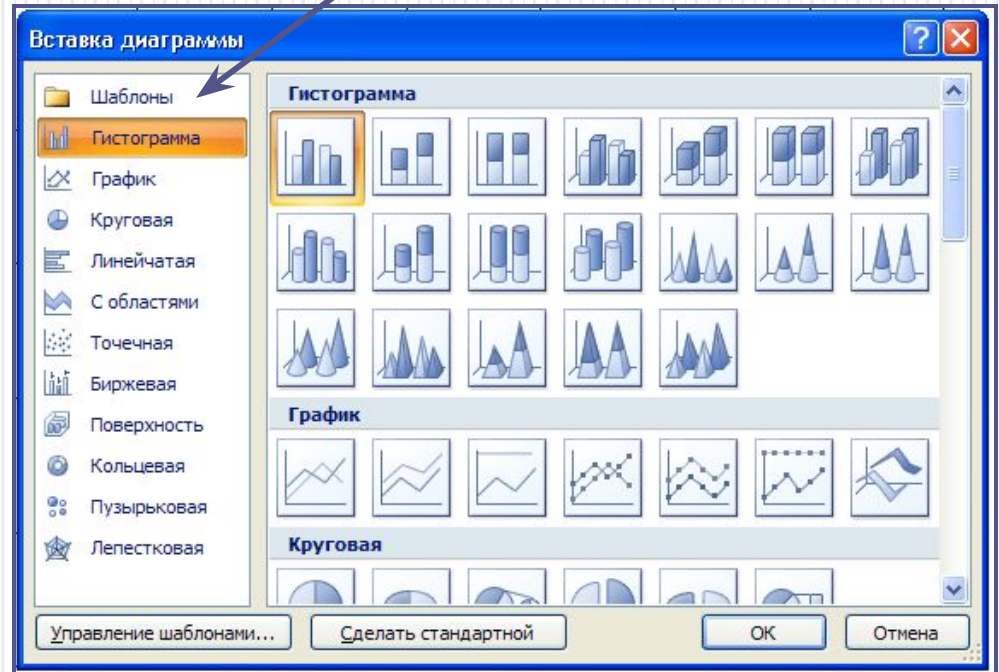 Вставка диаграммы
Шаблоны
Гистограмма
График
Круговая
Линейчатая
С областями
Точечная
Биржевая
Поверхность
Кольцевая
Пузырьковая
Лепестковая
Гистограмма
График
Круговая
Управление шаблонами...
Сделать стандартной
ОК
Отмена